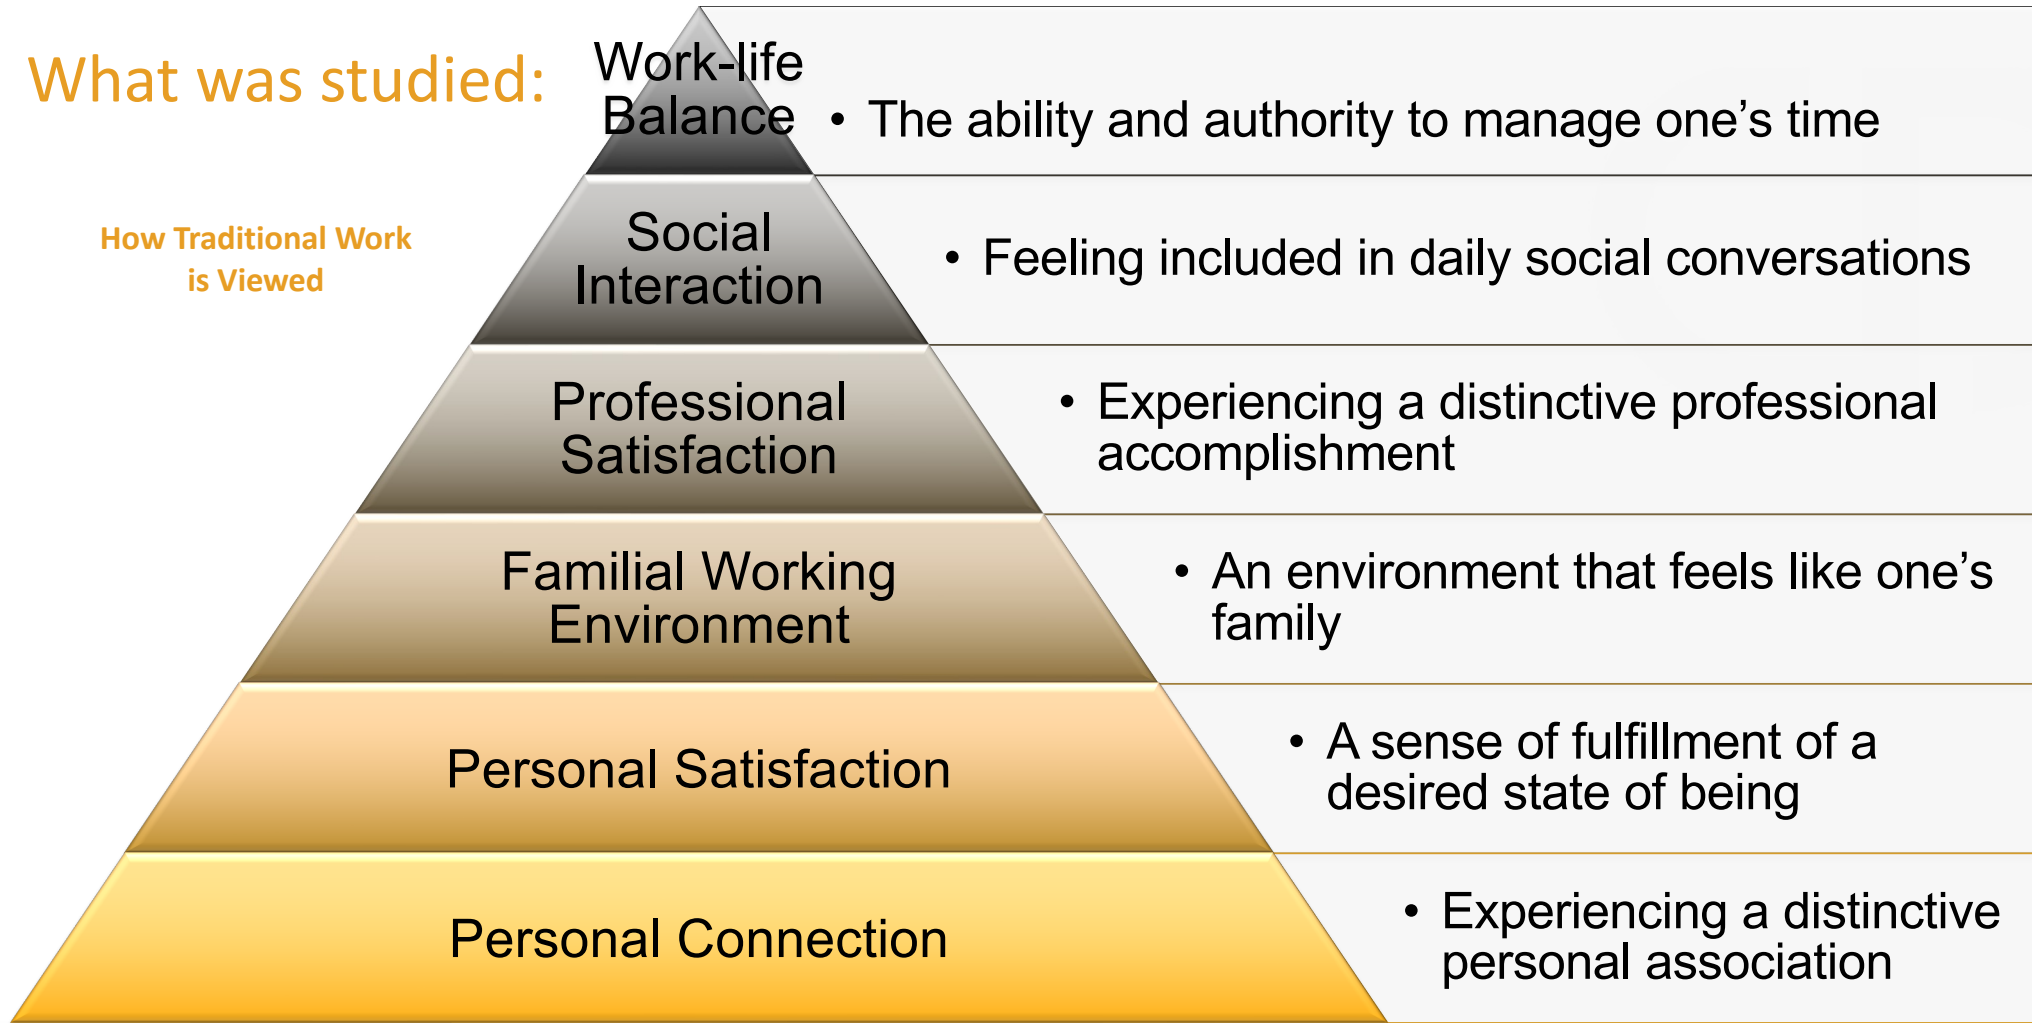 What was studied:
How Traditional Work
is Viewed
Work-life
Balance
• The ability and authority to manage one’s time
Social
Interaction
• Feeling included in daily social conversations
Professional
Satisfaction
• Experiencing a distinctive professional
accomplishment
Familial Working
Environment
• An environment that feels like one’s
family
Personal Satisfaction
• A sense of fulfillment of a
desired state of being
Personal Connection
• Experiencing a distinctive
personal association